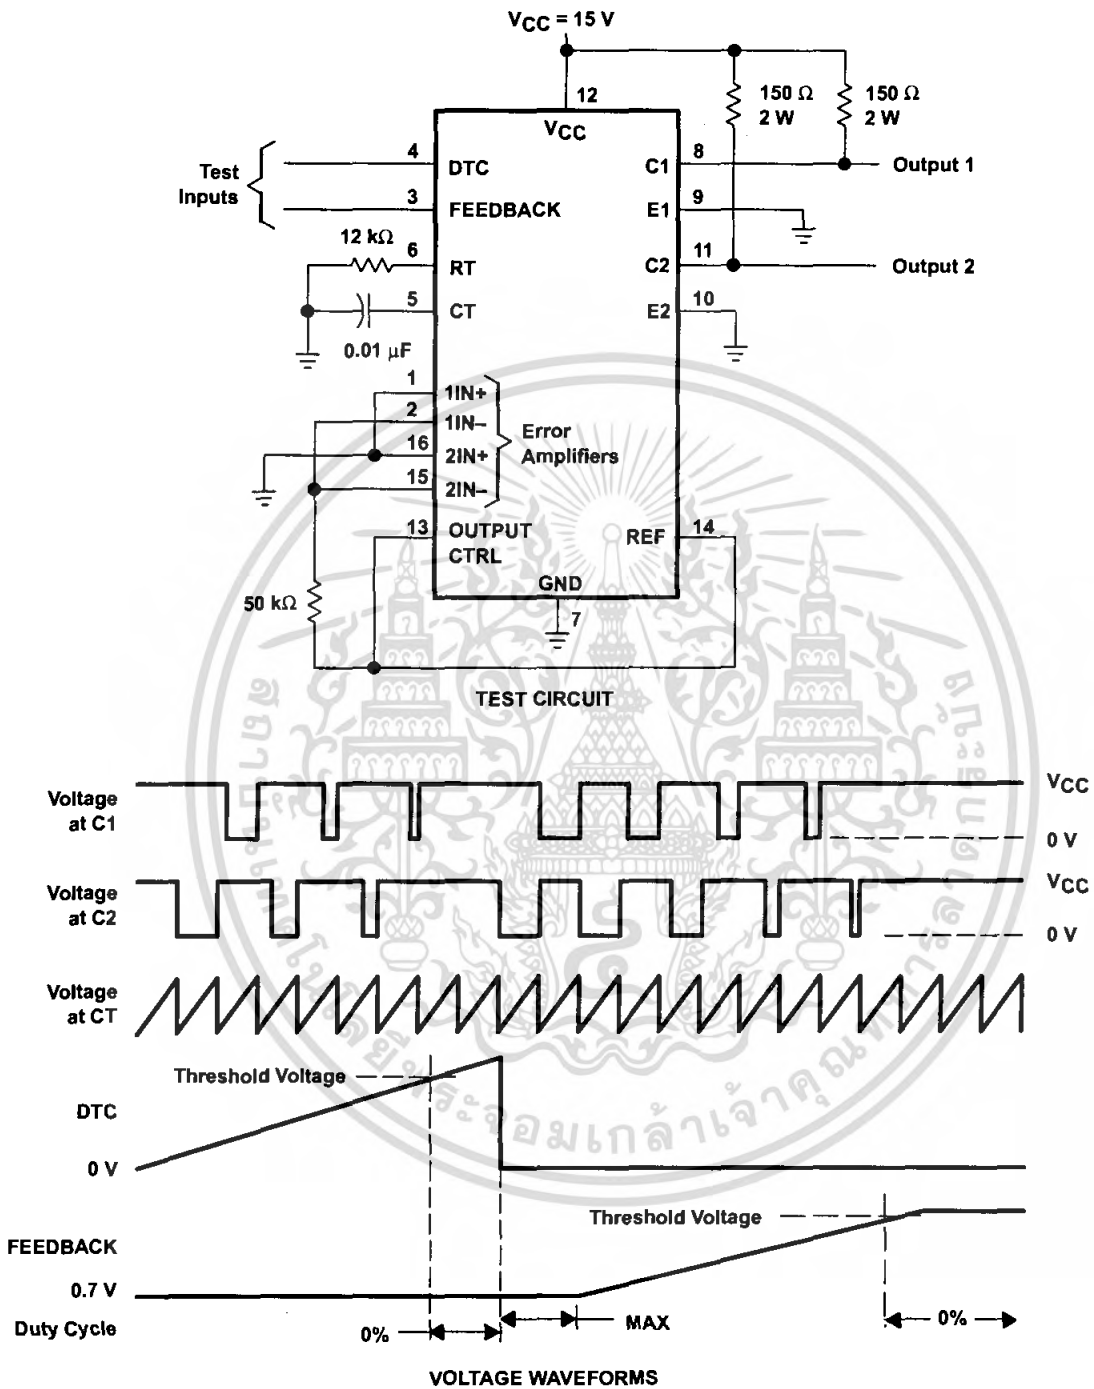 VCC = 15 V
12
VCC
150 Ω
2 W
150 Ω
2 W
Test
Inputs
4
DTC
3
FEEDBACK
12 kΩ
6
RT
5
CT
0.01 μF
1
1IN+
2
1IN–
16
2IN+
15
2IN–
Error
Amplifiers
13
OUTPUT
CTRL
50 kΩ
8
C1
Output 1
9
E1
11
C2
Output 2
10
E2
REF
14
GND
7
TEST CIRCUIT
Voltage
at C1
VCC
0 V
Voltage
at C2
VCC
0 V
Voltage
at CT
Threshold Voltage
DTC
0 V
Threshold Voltage
FEEDBACK
0.7 V
Duty Cycle
0%
MAX
0%
VOLTAGE WAVEFORMS